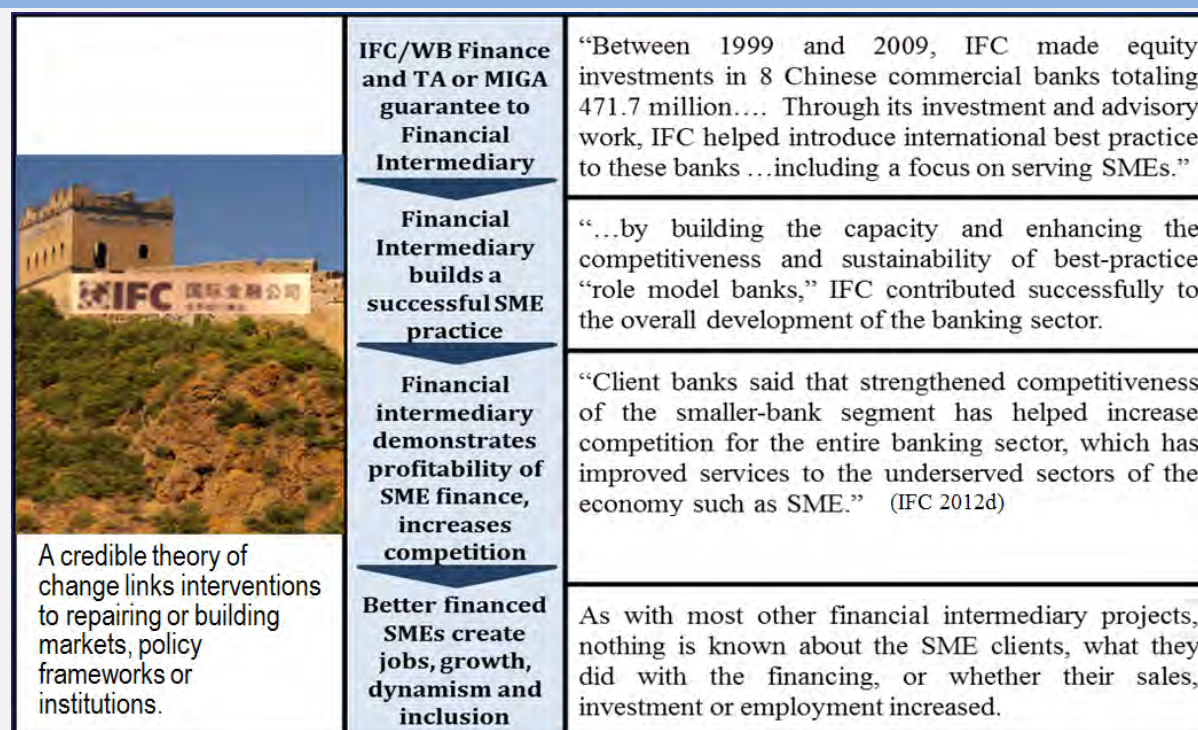 IFC 国际金融公司
A credible theory of
change links interventions
to repairing or building
markets, policy
frameworks or
institutions.
IFC/WB Finance
and TA or MIGA
guarantee to
Financial
Intermediary
“Between 1999 and 2009, IFC made equity
investments in 8 Chinese commercial banks totaling
471.7 million…. Through its investment and advisory
work, IFC helped introduce international best practice
to these banks …including a focus on serving SMEs.”
Financial
Intermediary
builds a
successful SME
practice
“…by building the capacity and enhancing the
competitiveness and sustainability of best-practice
“role model banks,” IFC contributed successfully to
the overall development of the banking sector.
Financial
intermediary
demonstrates
profitability of
SME finance,
increases
competition
“Client banks said that strengthened competitiveness
of the smaller-bank segment has helped increase
competition for the entire banking sector, which has
improved services to the underserved sectors of the
economy such as SME.” (IFC 2012d)
Better financed
SMEs create
jobs, growth,
dynamism and
inclusion
As with most other financial intermediary projects,
nothing is known about the SME clients, what they
did with the financing, or whether their sales,
investment or employment increased.